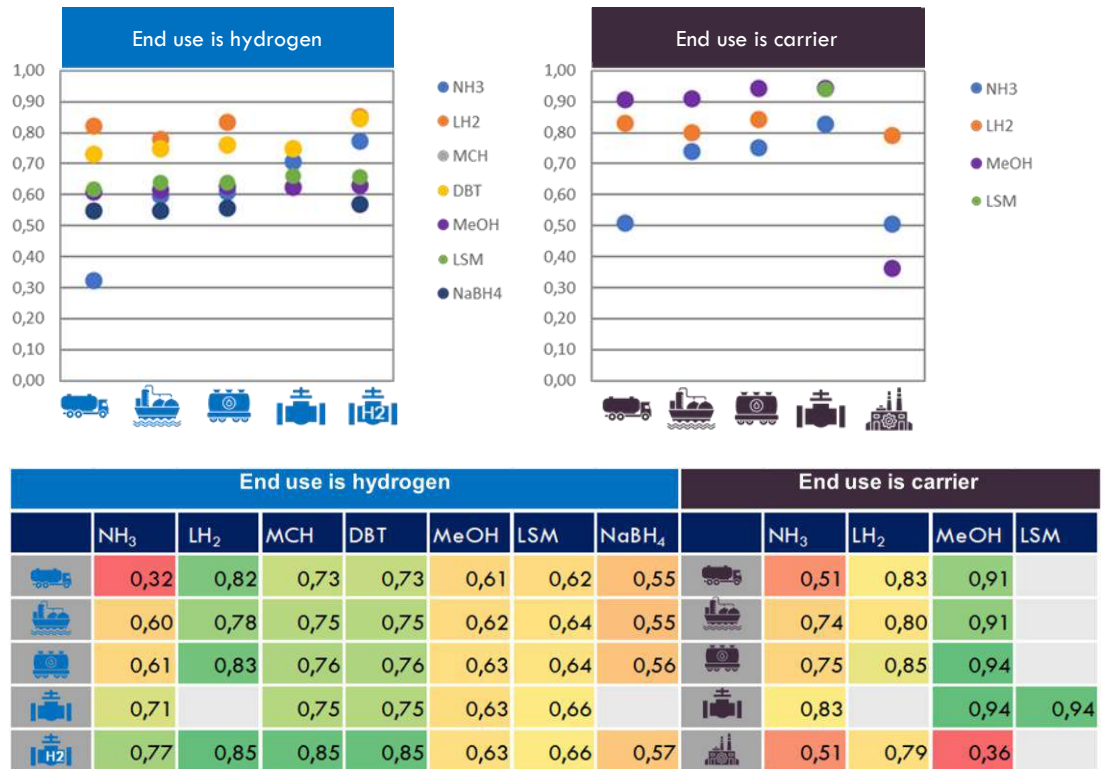 End use is hydrogen
1,00
0,90
0,80
0,70
0,60
0,50
0,40
0,30
0,20
0,10
0,00
NH3
LH2
MCH
DBT
MeOH
LSM
NaBH4
H2
End use is carrier
1,00
0,90
0,80
0,70
0,60
0,50
0,40
0,30
0,20
0,10
0,00
NH3
LH2
MeOH
LSM
End use is hydrogen End use is carrier
NH₃ LH₂ MCH DBT MeOH LSM NaBH₄ NH₃ LH₂ MeOH LSM
0,32 0,82 0,73 0,73 0,61 0,62 0,55 0,51 0,83 0,91
0,60 0,78 0,75 0,75 0,62 0,64 0,55 0,74 0,80 0,91
0,61 0,83 0,76 0,76 0,63 0,64 0,56 0,75 0,85 0,94
0,71 0,75 0,75 0,63 0,66 0,83 0,94 0,94
H2 0,77 0,85 0,85 0,85 0,63 0,66 0,57 0,51 0,79 0,36